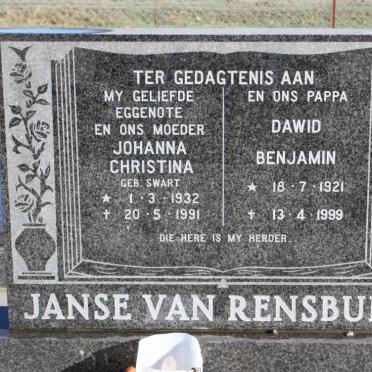 TER GEDAGTENIS AAN
MY GELIEFDE
EGGENOTE
EN ONS MOEDER
JOHANNA
CHRISTINA
GEB. SWART
★ 1·3·1932
✝ 20·5·1991
EN ONS PAPPA
DAWID
BENJAMIN
★ 18·7·1921
✝ 13·4·1999
DIE HERE IS MY HERDER
JANSE VAN RENSBU